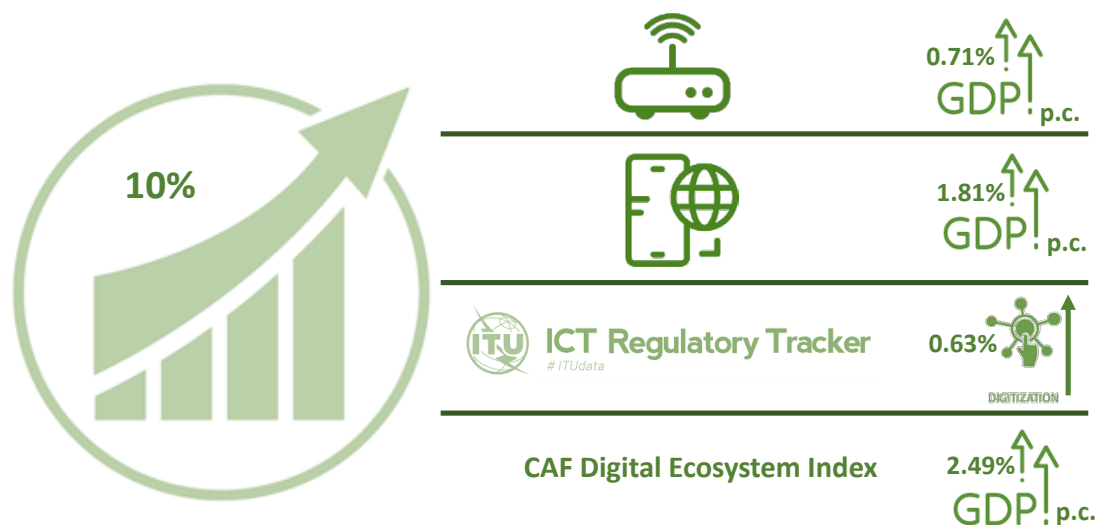 10%
0.71%
GDP
p.c.
1.81%
GDP
p.c.
ITU
ICT Regulatory Tracker
# ITUdata
0.63%
DIGITIZATION
CAF Digital Ecosystem Index
2.49%
GDP
p.c.